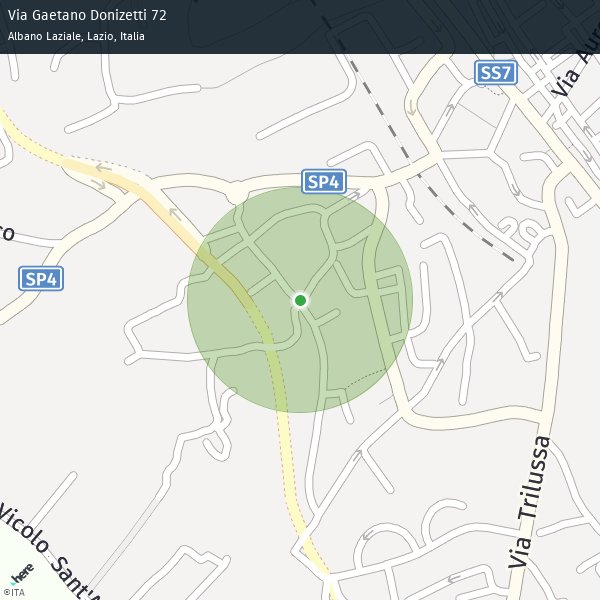 Via Gaetano Donizetti 72
Albano Laziale, Lazio, Italia
SS7
Via Aure
SP4
ro
SP4
Via Trilussa
Vicolo Sant'A
here
©ITA